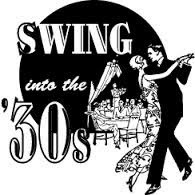 SWING
into the
'30s